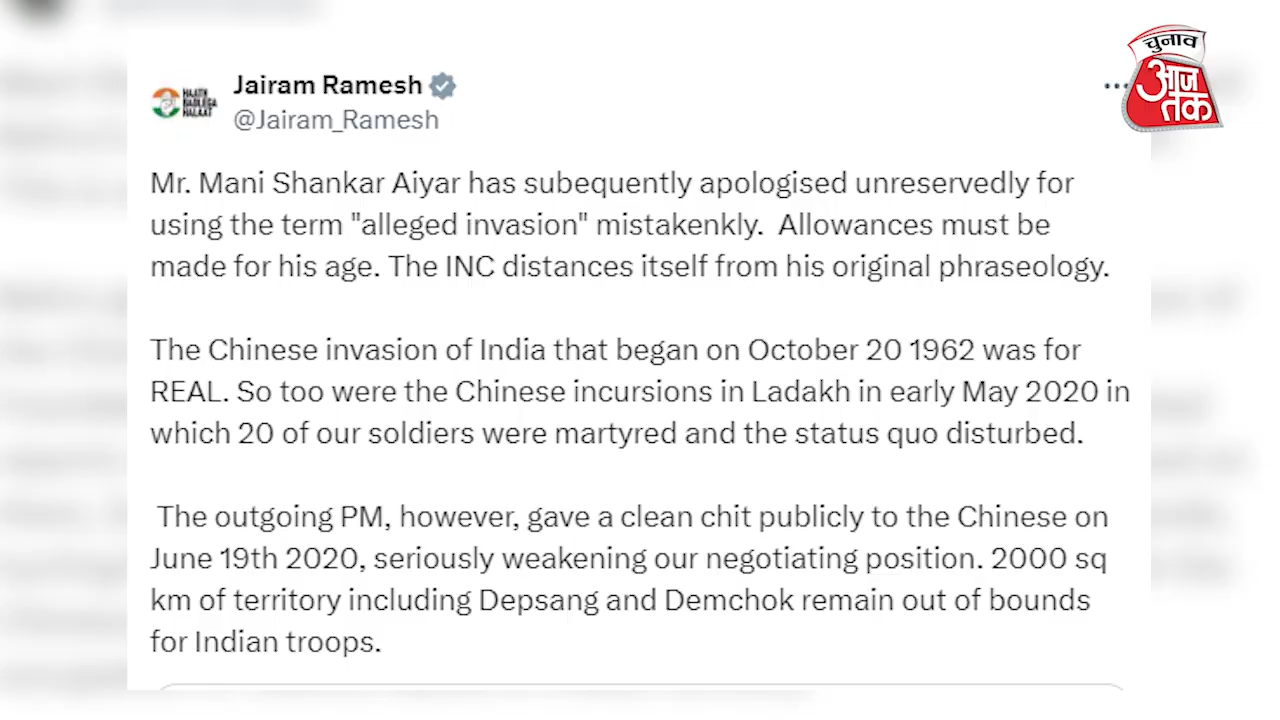 चुनाव
आज
तक
HAATH
BADLEGA
HALAAT
Jairam Ramesh
@Jairam_Ramesh
Mr. Mani Shankar Aiyar has subequently apologised unreservedly for
using the term "alleged invasion" mistakenkly.  Allowances must be
made for his age. The INC distances itself from his original phraseology.
The Chinese invasion of India that began on October 20 1962 was for
REAL. So too were the Chinese incursions in Ladakh in early May 2020 in
which 20 of our soldiers were martyred and the status quo disturbed.
The outgoing PM, however, gave a clean chit publicly to the Chinese on
June 19th 2020, seriously weakening our negotiating position. 2000 sq
km of territory including Depsang and Demchok remain out of bounds
for Indian troops.